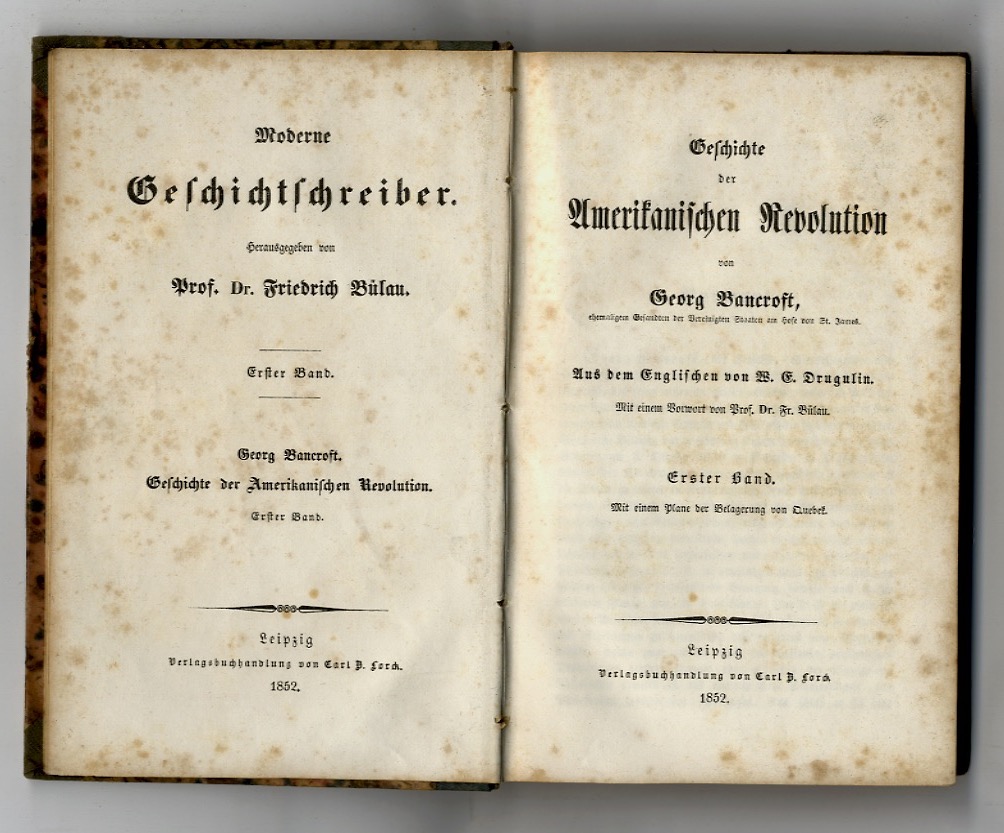 Moderne
Geschichtschreiber.
Herausgegeben von
Prof. Dr. Friedrich Bülau.
Erster Band.
Georg Bancroft.
Geschichte der Amerikanischen Revolution.
Erster Band.
Leipzig
Verlagsbuchhandlung von Carl B. Lorck.
1852.
Geschichte
der
Amerikanischen Revolution
von
Georg Bancroft,
ehemaligem Gesandten der Vereinigten Staaten am Hofe von St. James.
Aus dem Englischen von W. E. Drugulin.
Mit einem Vorwort von Prof. Dr. Fr. Bülau.
Erster Band.
Mit einem Plane der Belagerung von Quebek.
Leipzig
Verlagsbuchhandlung von Carl B. Lorck
1852.